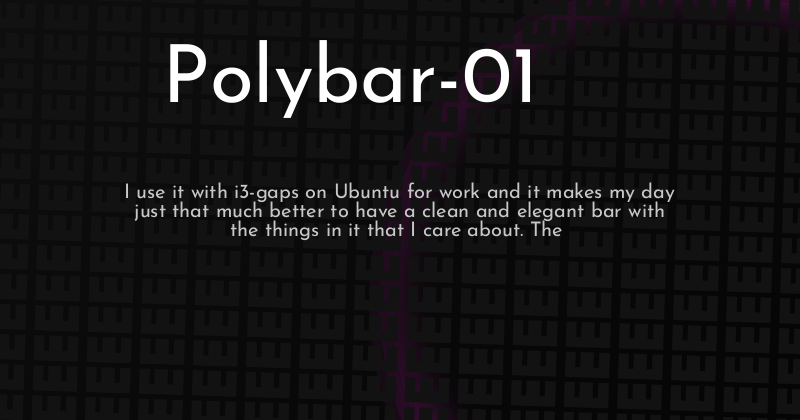 Polybar-01
I use it with i3-gaps on Ubuntu for work and it makes my day
just that much better to have a clean and elegant bar with
the things in it that I care about. The